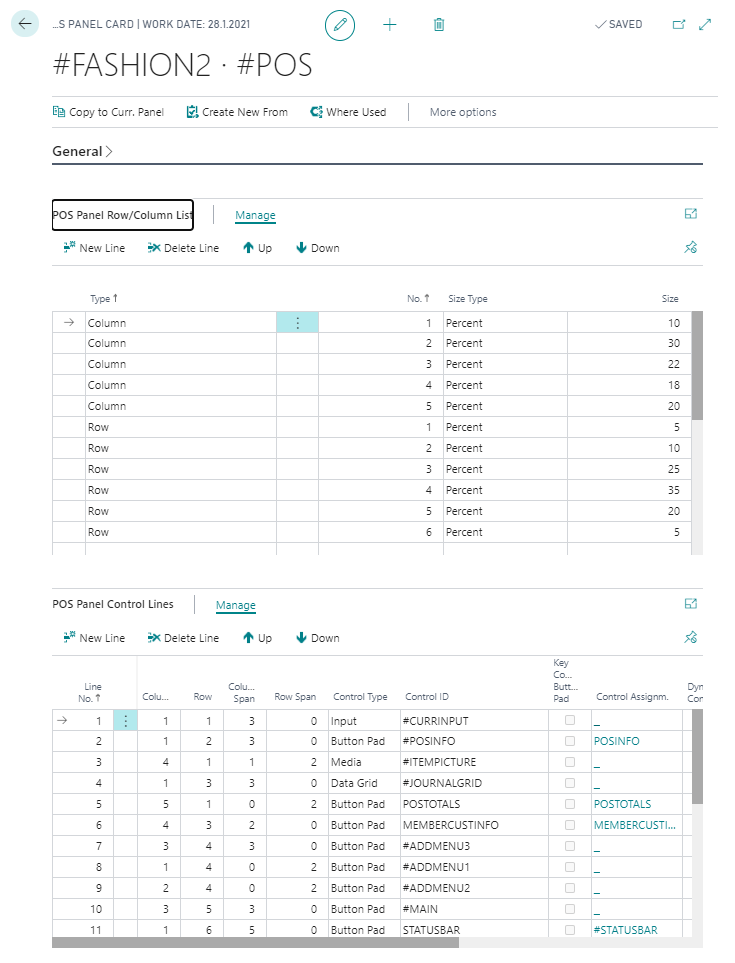 ...S PANEL CARD | WORK DATE: 28.1.2021
SAVED
#FASHION2 · #POS
Copy to Curr. Panel Create New From Where Used More options
General
POS Panel Row/Column List Manage
New Line Delete Line Up Down
Type ↑ No. ↑ Size Type Size
Column 1 Percent 10
Column 2 Percent 30
Column 3 Percent 22
Column 4 Percent 18
Column 5 Percent 20
Row 1 Percent 5
Row 2 Percent 10
Row 3 Percent 25
Row 4 Percent 35
Row 5 Percent 20
Row 6 Percent 5
POS Panel Control Lines Manage
New Line Delete Line Up Down
Line No. ↑ Colu... Row Colu... Span Row Span Control Type Control ID Key Co... Butt... Pad Control Assignm. Dyn Cor
1 1 1 3 0 Input #CURRINPUT _
2 1 2 3 0 Button Pad #POSINFO POSINFO
3 4 1 1 2 Media #ITEMPICTURE _
4 1 3 3 0 Data Grid #JOURNALGRID _
5 5 1 0 2 Button Pad POSTOTALS POSTOTALS
6 4 3 2 0 Button Pad MEMBERCUSTINFO MEMBERCUSTI...
7 3 4 3 0 Button Pad #ADDMENU3 _
8 1 4 0 2 Button Pad #ADDMENU1 _
9 2 4 0 2 Button Pad #ADDMENU2 _
10 3 5 3 0 Button Pad #MAIN _
11 1 6 5 0 Button Pad STATUSBAR #STATUSBAR